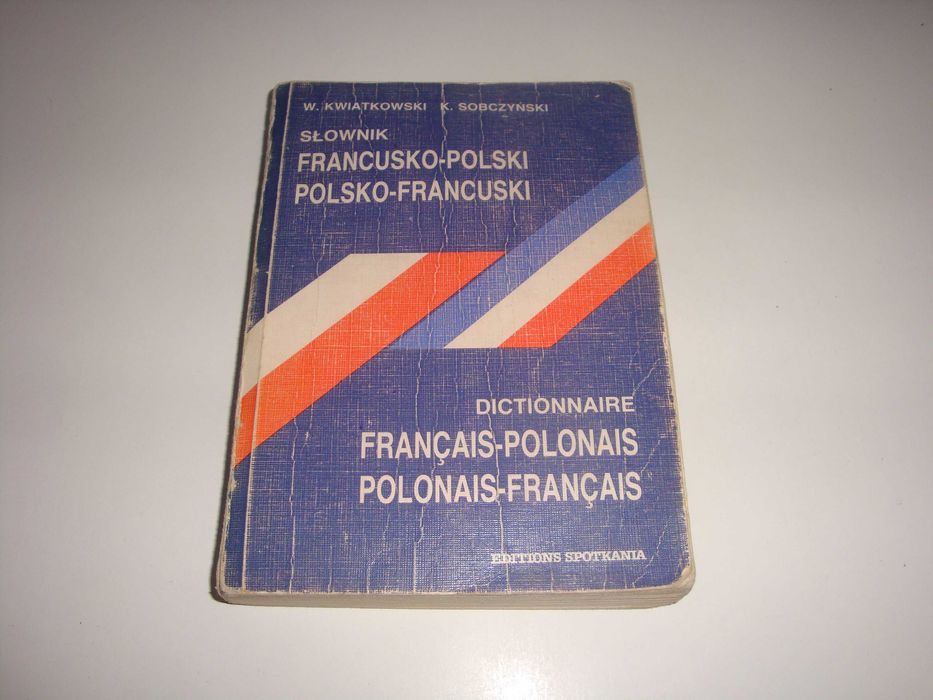 W. KWIATKOWSKI K. SOBCZYŃSKI
SŁOWNIK
FRANCUSKO-POLSKI
POLSKO-FRANCUSKI
DICTIONNAIRE
FRANÇAIS-POLONAIS
POLONAIS-FRANÇAIS
EDITIONS SPOTKANIA